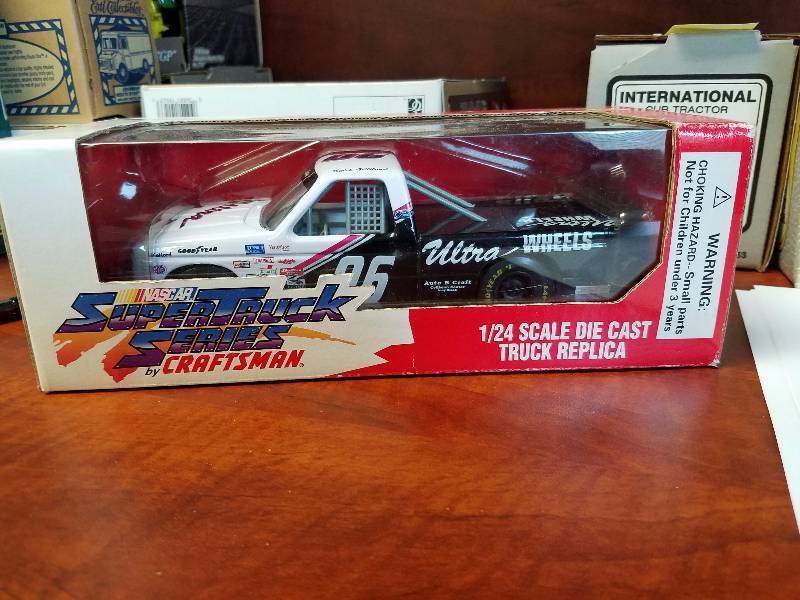 INTERNATIONAL
CUB TRACTOR
GOODYEAR
Ultra
WHEELS
Auto & Craft
NASCAR
SUPERTRUCK
SERIES
by CRAFTSMAN
1/24 SCALE DIE CAST
TRUCK REPLICA
WARNING:
CHOKING HAZARD--Small parts
Not for Children under 3 years